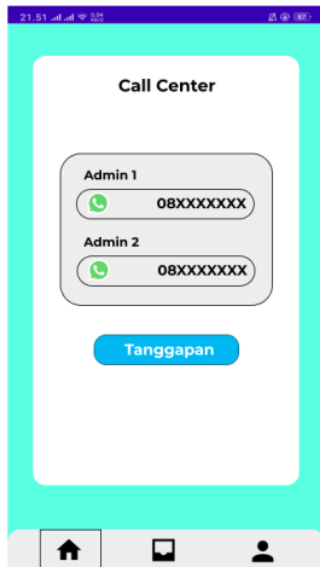 21.51
Call Center
Admin 1
08XXXXXXX
Admin 2
08XXXXXXX
Tanggapan